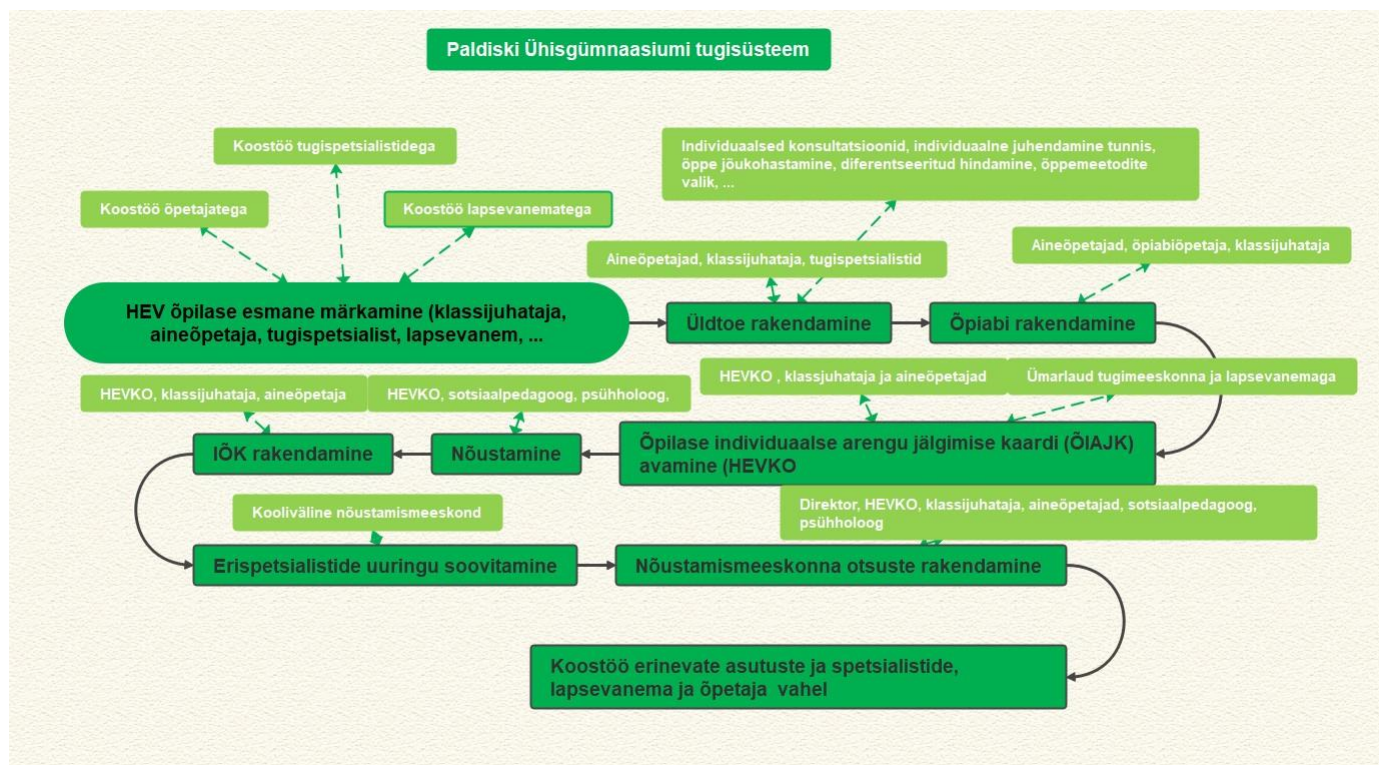 Paldiski Ühisgümnaasiumi tugisüsteem
Koostöö tugispetsialistidega
Individuaalsed konsultatsioonid, individuaalne juhendamine tunnis,
õppe jõukohastamine, diferentseeritud hindamine, õppemeetodite
valik, ...
Koostöö õpetajatega
Koostöö lapsevanematega
Aineõpetajad, klassijuhataja, tugispetsialistid
Aineõpetajad, õpiabiõpetaja, klassijuhataja
HEV õpilase esmane märkamine (klassijuhataja,
aineõpetaja, tugispetsialist, lapsevanem, ...
Üldtoe rakendamine
Õpiabi rakendamine
HEVKO, klassijuhataja, aineõpetaja
HEVKO, sotsiaalpedagoog, psühholoog,
HEVKO , klassjuhataja ja aineõpetajad
Ümarlaud tugimeeskonna ja lapsevanemaga
IÕK rakendamine
Nõustamine
Õpilase individuaalse arengu jälgimise kaardi (ÕIAJK)
avamine (HEVKO
Kooliväline nõustamismeeskond
Direktor, HEVKO, klassijuhataja, aineõpetajad, sotsiaalpedagoog,
psühholoog
Erispetsialistide uuringu soovitamine
Nõustamismeeskonna otsuste rakendamine
Koostöö erinevate asutuste ja spetsialistide,
lapsevanema ja õpetaja vahel